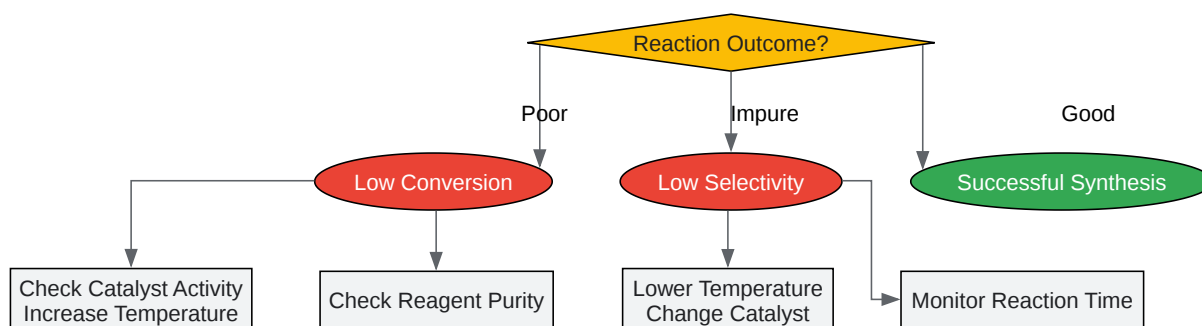 Reaction Outcome?
Poor
Impure
Good
Low Conversion
Low Selectivity
Successful Synthesis
Check Catalyst Activity
Increase Temperature
Check Reagent Purity
Lower Temperature
Change Catalyst
Monitor Reaction Time